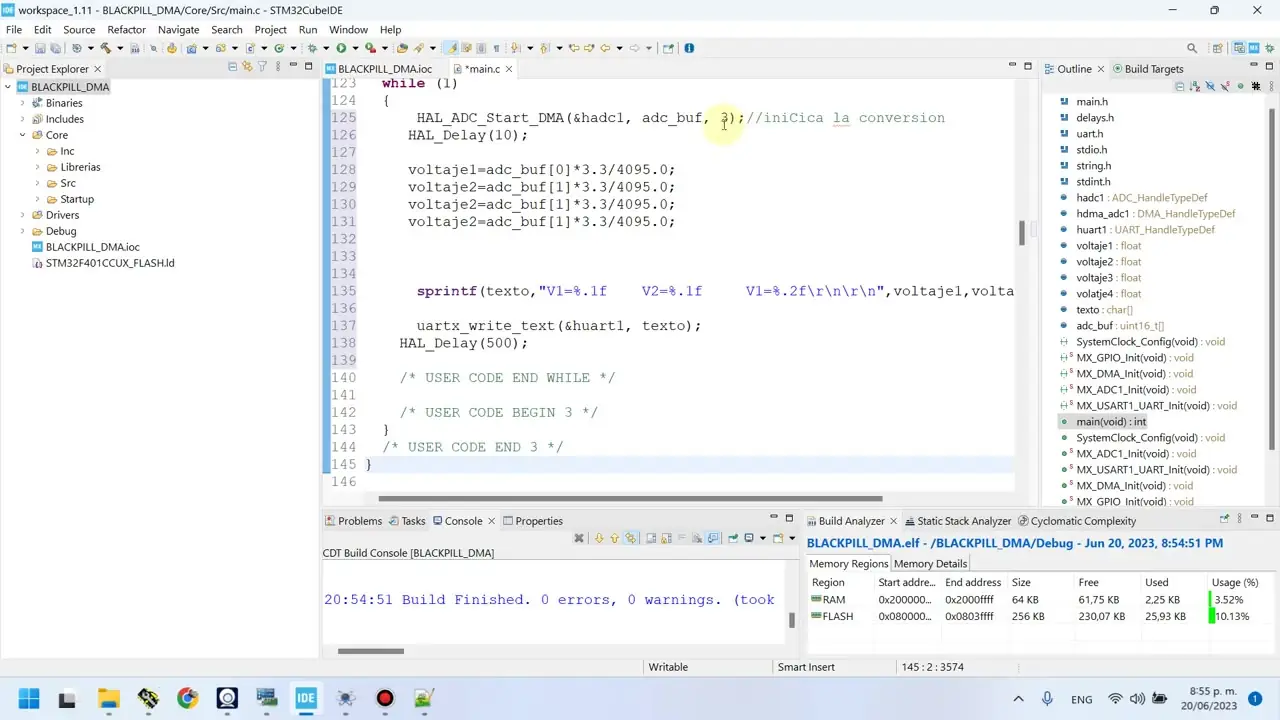 IDE workspace_1.11 - BLACKPILL_DMA/Core/Src/main.c - STM32CubeIDE
File Edit Source Refactor Navigate Search Project Run Window Help
Project Explorer
BLACKPILL_DMA
Binaries
Includes
Core
Inc
Librerias
Src
Startup
Drivers
Debug
MX BLACKPILL_DMA.ioc
STM32F401CCUX_FLASH.ld
MX BLACKPILL_DMA.ioc *main.c
123 while (1)
124 {
125 HAL_ADC_Start_DMA(&hadc1, adc_buf, 3);//iniCica la conversion
126 HAL_Delay(10);
127
128 voltaje1=adc_buf[0]*3.3/4095.0;
129 voltaje2=adc_buf[1]*3.3/4095.0;
130 voltaje2=adc_buf[1]*3.3/4095.0;
131 voltaje2=adc_buf[1]*3.3/4095.0;
132
133
134
135 sprintf(texto,"V1=%.1f    V2=%.1f     V1=%.2f\r\n\r\n",voltaje1,volta
136
137 uartx_write_text(&huart1, texto);
138 HAL_Delay(500);
139
140 /* USER CODE END WHILE */
141
142 /* USER CODE BEGIN 3 */
143 }
144 /* USER CODE END 3 */
145 }
146
Outline Build Targets
main.h
delays.h
uart.h
stdio.h
string.h
stdint.h
hadc1 : ADC_HandleTypeDef
hdma_adc1 : DMA_HandleTypeDef
huart1 : UART_HandleTypeDef
voltaje1 : float
voltaje2 : float
voltaje3 : float
volatje4 : float
texto : char[]
adc_buf : uint16_t[]
SystemClock_Config(void) : void
MX_GPIO_Init(void) : void
MX_DMA_Init(void) : void
MX_ADC1_Init(void) : void
MX_USART1_UART_Init(void) : void
main(void) : int
SystemClock_Config(void) : void
MX_ADC1_Init(void) : void
MX_USART1_UART_Init(void) : void
MX_DMA_Init(void) : void
MX_GPIO_Init(void) : void
Problems Tasks Console Properties
CDT Build Console [BLACKPILL_DMA]
20:54:51 Build Finished. 0 errors, 0 warnings. (took
Build Analyzer Static Stack Analyzer Cyclomatic Complexity
BLACKPILL_DMA.elf - /BLACKPILL_DMA/Debug - Jun 20, 2023, 8:54:51 PM
Memory Regions Memory Details
Region Start addre... End address Size Free Used Usage (%)
RAM 0x200000... 0x2000ffff 64 KB 61,75 KB 2,25 KB 3.52%
FLASH 0x080000... 0x0803ffff 256 KB 230,07 KB 25,93 KB 10.13%
Writable Smart Insert 145 : 2 : 3574
IDE ENG 8:55 p. m. 1
20/06/2023